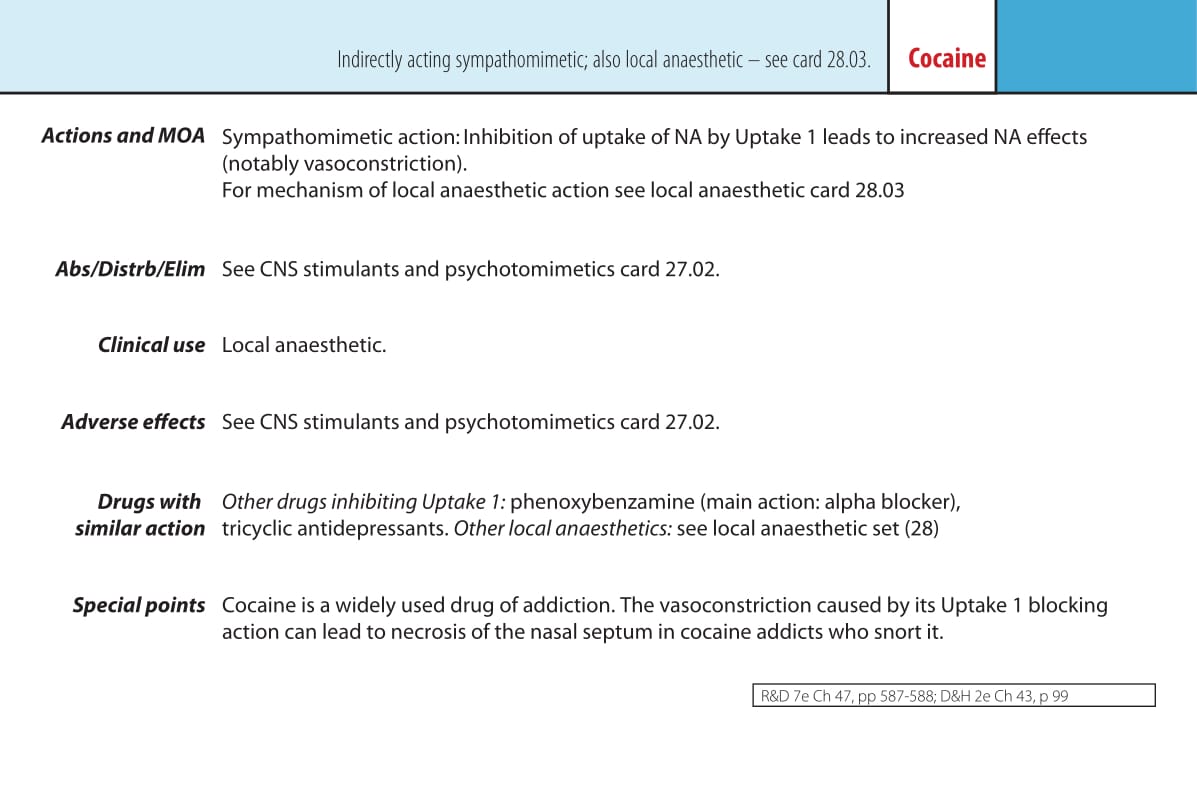 Indirectly acting sympathomimetic; also local anaesthetic – see card 28.03.
Cocaine
Actions and MOA Sympathomimetic action: Inhibition of uptake of NA by Uptake 1 leads to increased NA effects
(notably vasoconstriction).
For mechanism of local anaesthetic action see local anaesthetic card 28.03
Abs/Distrb/Elim See CNS stimulants and psychotomimetics card 27.02.
Clinical use Local anaesthetic.
Adverse effects See CNS stimulants and psychotomimetics card 27.02.
Drugs with Other drugs inhibiting Uptake 1: phenoxybenzamine (main action: alpha blocker),
similar action tricyclic antidepressants. Other local anaesthetics: see local anaesthetic set (28)
Special points Cocaine is a widely used drug of addiction. The vasoconstriction caused by its Uptake 1 blocking
action can lead to necrosis of the nasal septum in cocaine addicts who snort it.
R&D 7e Ch 47, pp 587-588; D&H 2e Ch 43, p 99